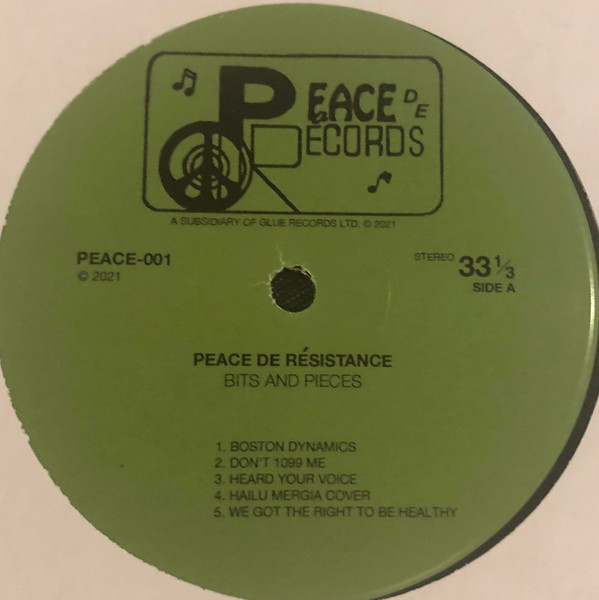 PEACE DE
RÉCORDS
A SUBSIDIARY OF GLUE RECORDS LTD. © 2021
PEACE-001
© 2021
STEREO 33 1/3
SIDE A
PEACE DE RÉSISTANCE
BITS AND PIECES
1. BOSTON DYNAMICS
2. DON'T 1099 ME
3. HEARD YOUR VOICE
4. HAILU MERGIA COVER
5. WE GOT THE RIGHT TO BE HEALTHY